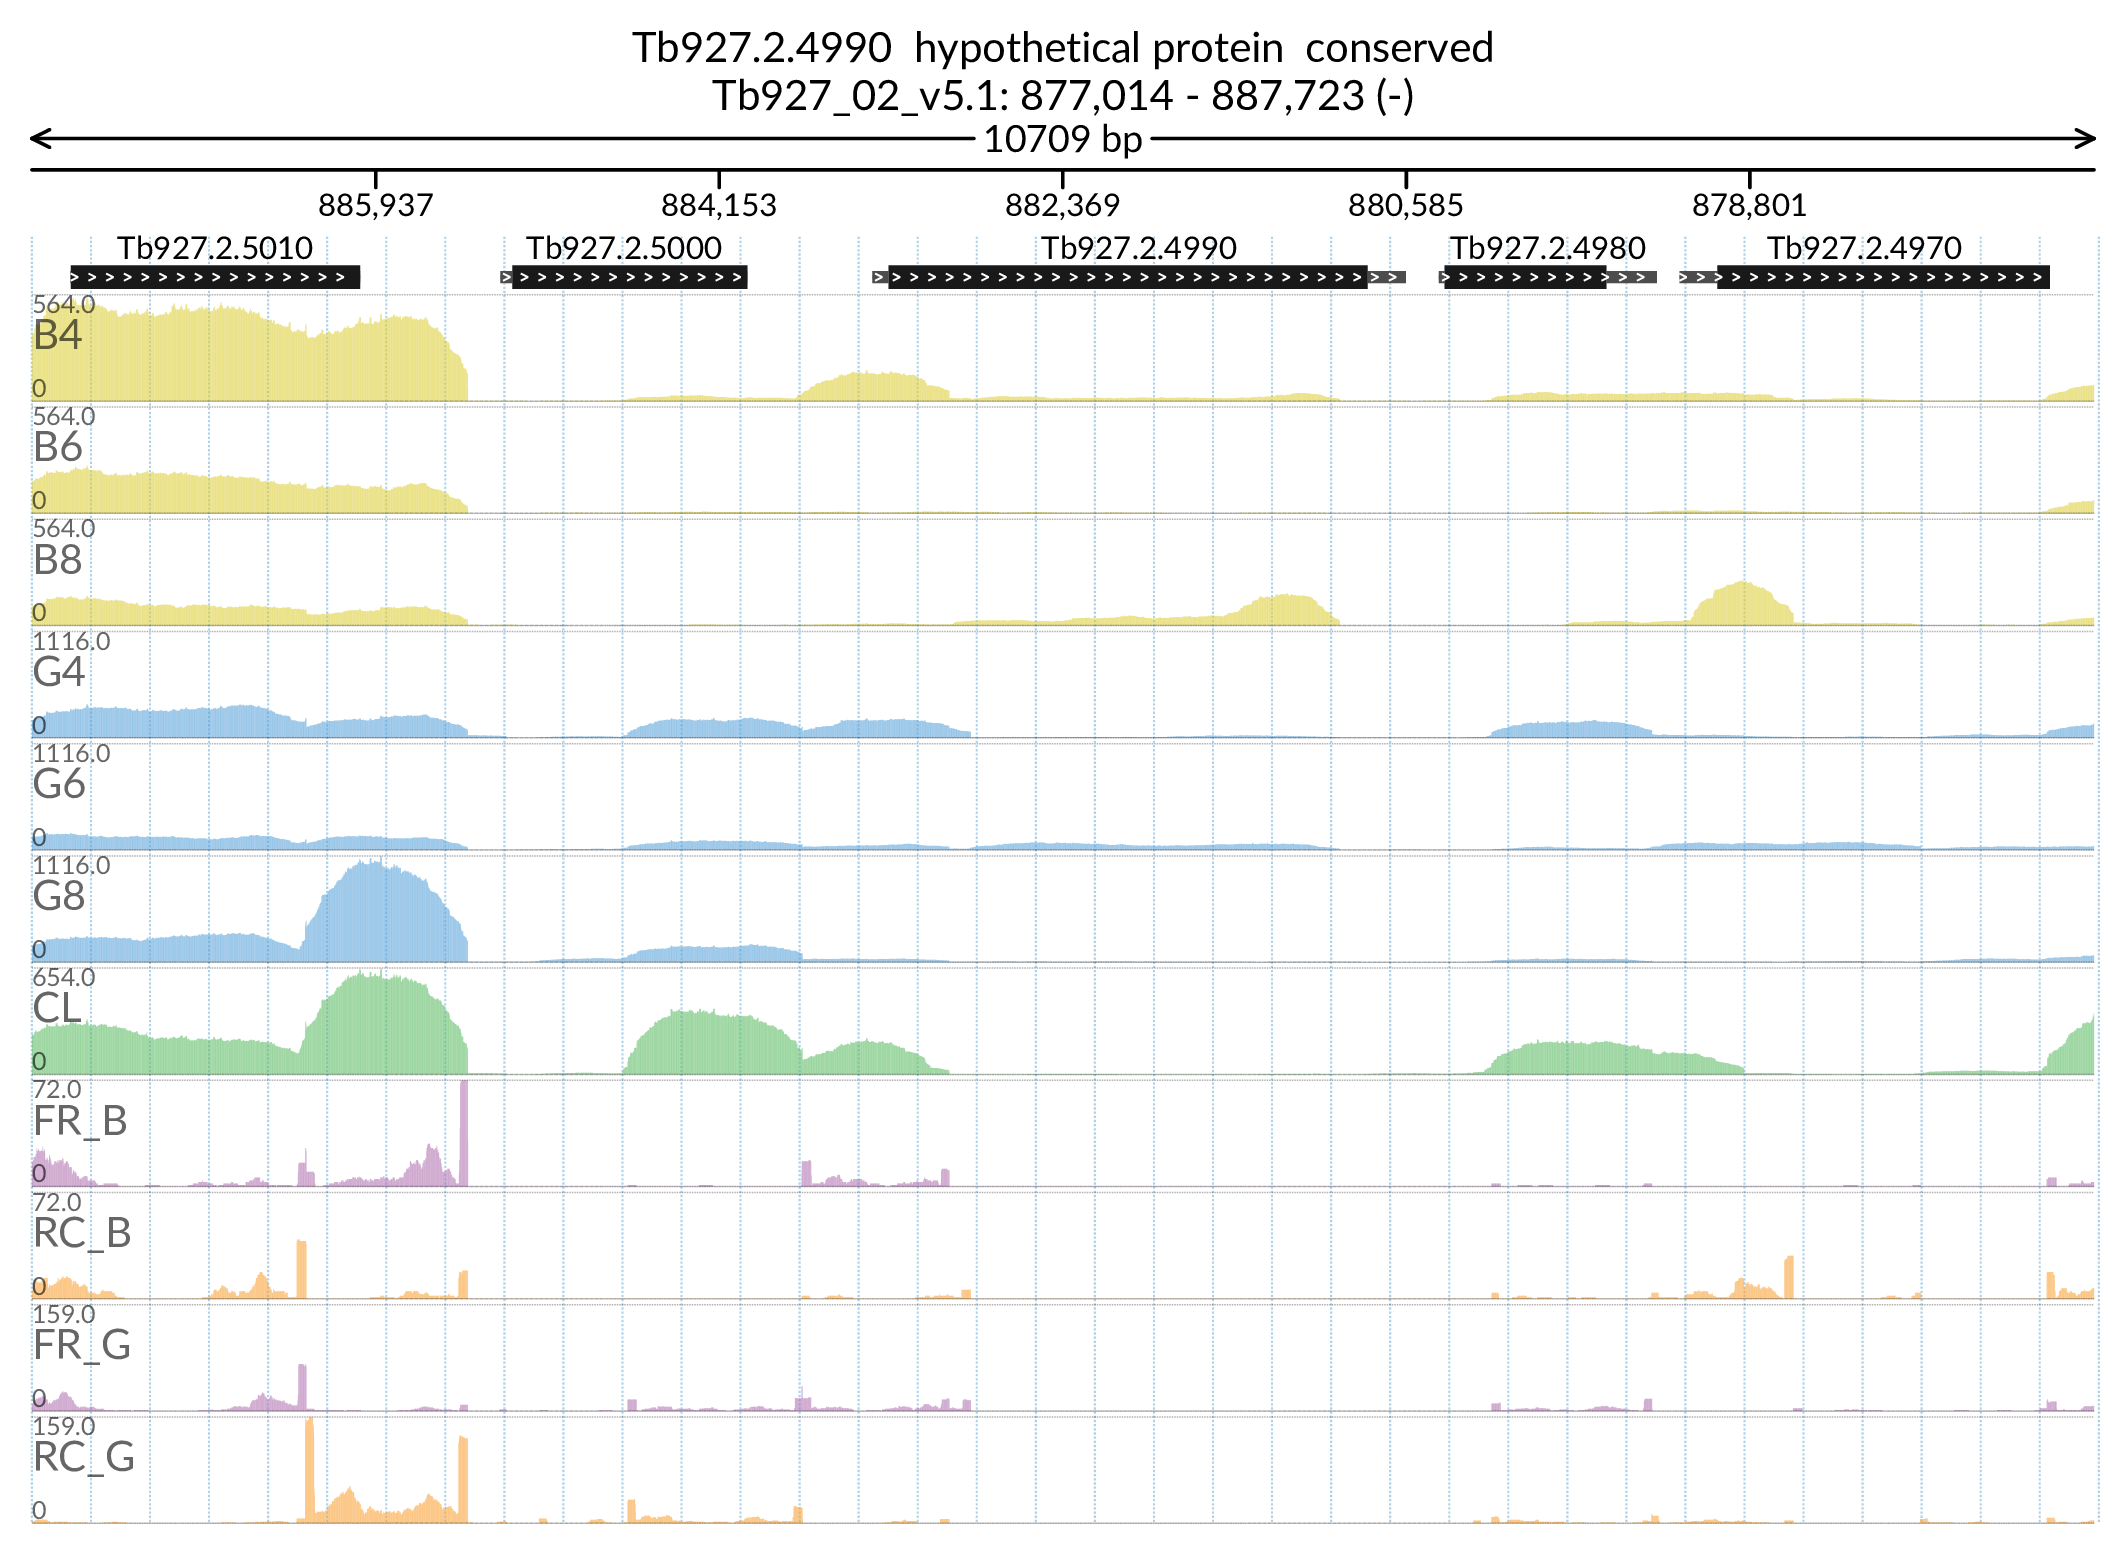 Tb927.2.4990  hypothetical protein  conserved
Tb927_02_v5.1: 877,014 - 887,723 (-)
10709 bp
885,937 884,153 882,369 880,585 878,801
Tb927.2.5010 Tb927.2.5000 Tb927.2.4990 Tb927.2.4980 Tb927.2.4970
564.0
B4
0
564.0
B6
0
564.0
B8
0
1116.0
G4
0
1116.0
G6
0
1116.0
G8
0
654.0
CL
0
72.0
FR_B
0
72.0
RC_B
0
159.0
FR_G
0
159.0
RC_G
0